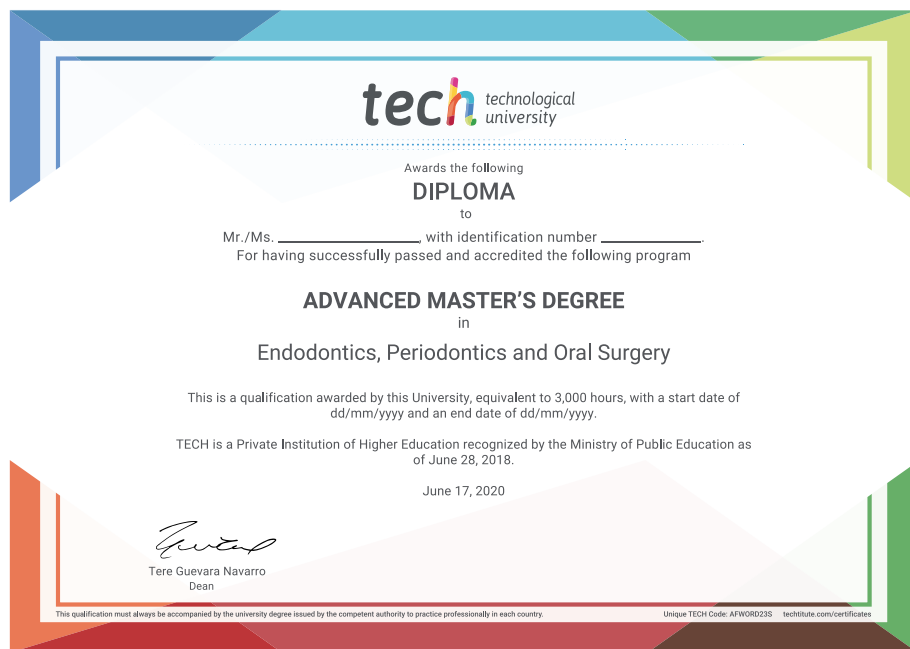 tech technological
university
Awards the following
DIPLOMA
to
Mr./Ms. ____________, with identification number ____________.
For having successfully passed and accredited the following program
ADVANCED MASTER'S DEGREE
in
Endodontics, Periodontics and Oral Surgery
This is a qualification awarded by this University, equivalent to 3,000 hours, with a start date of
dd/mm/yyyy and an end date of dd/mm/yyyy.
TECH is a Private Institution of Higher Education recognized by the Ministry of Public Education as
of June 28, 2018.
June 17, 2020
Tere Guevara Navarro
Dean
This qualification must always be accompanied by the university degree issued by the competent authority to practice professionally in each country.
Unique TECH Code: AFWORD23S techtitute.com/certificates